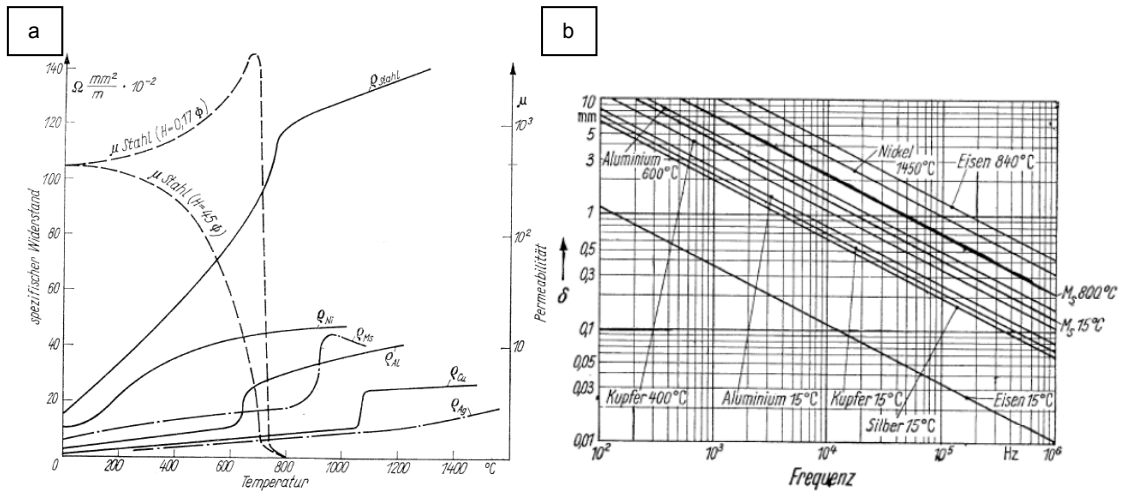 a
140
120
100
80
60
40
20
0
Ω mm²/m · 10⁻²
spezifischer Widerstand
μ Stahl (H=0,17 ϕ)
μ Stahl (H=45 ϕ)
ϱStahl
ϱNi
ϱMs
ϱAl
ϱCu
ϱAg
μ
10³
10²
10
Permeabilität
0 200 400 600 800 1000 1200 1400 °C
Temperatur
b
10
mm
5
3
1
0,5
0,3
0,1
0,05
0,03
0,01
δ
Aluminium
600°C
Nickel
1450°C
Eisen 840°C
Ms 800°C
Ms 15°C
Kupfer 400°C
Aluminium 15°C
Kupfer 15°C
Silber 15°C
Eisen 15°C
10² 10³ 10⁴ 10⁵ Hz 10⁶
Frequenz